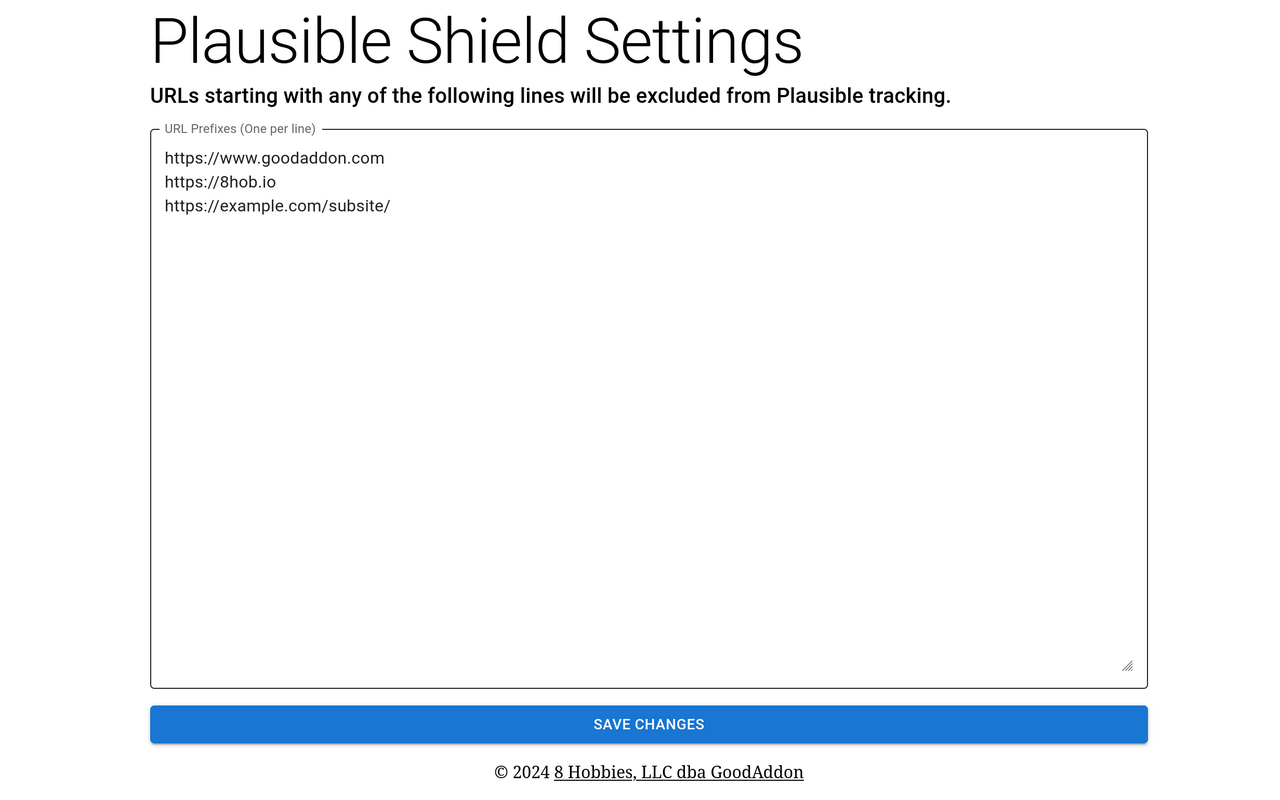 Plausible Shield Settings
URLs starting with any of the following lines will be excluded from Plausible tracking.
URL Prefixes (One per line)
https://www.goodaddon.com
https://8hob.io
https://example.com/subsite/
SAVE CHANGES
© 2024 8 Hobbies, LLC dba GoodAddon